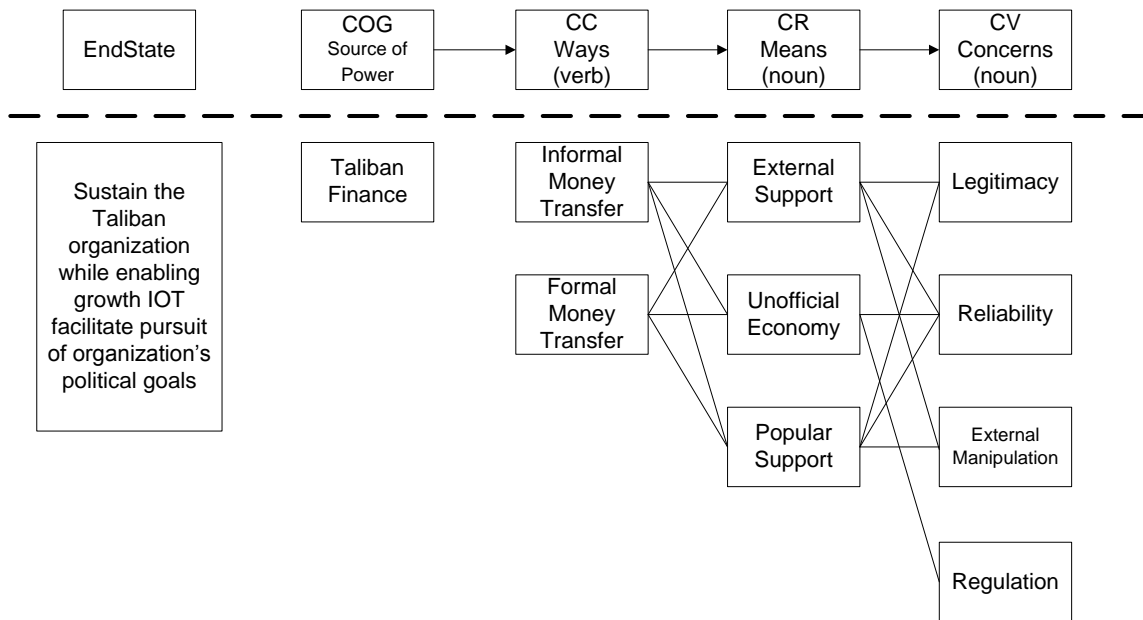 EndState
COG
Source of
Power
CC
Ways
(verb)
CR
Means
(noun)
CV
Concerns
(noun)
Sustain the
Taliban
organization
while enabling
growth IOT
facilitate pursuit
of organization’s
political goals
Taliban
Finance
Informal
Money
Transfer
External
Support
Legitimacy
Formal
Money
Transfer
Unofficial
Economy
Reliability
Popular
Support
External
Manipulation
Regulation